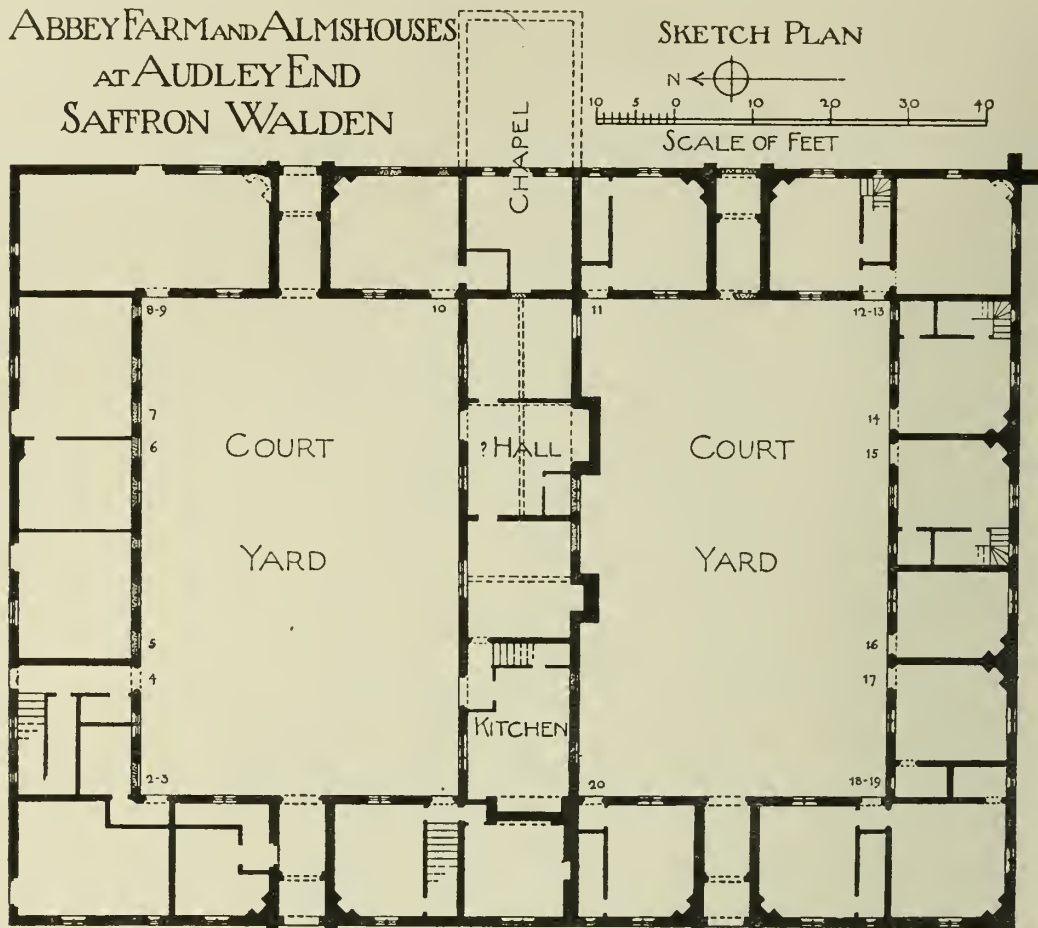 ABBEY FARM AND ALMSHOUSES
AT AUDLEY END
SAFFRON WALDEN
SKETCH PLAN
N
10 5 0 10 20 30 40
SCALE OF FEET
CHAPEL
8-9
10
11
12-13
7
6
14
15
COURT
YARD
? HALL
COURT
YARD
5
4
16
17
KITCHEN
2-3
20
18-19